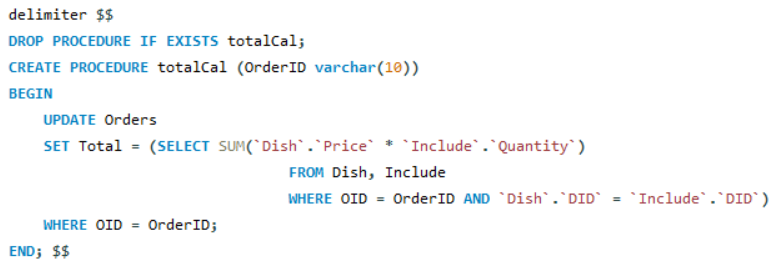 delimiter $$
DROP PROCEDURE IF EXISTS totalCal;
CREATE PROCEDURE totalCal (OrderID varchar(10))
BEGIN
    UPDATE Orders
    SET Total = (SELECT SUM(`Dish`.`Price` * `Include`.`Quantity`)
                                FROM Dish, Include
                                WHERE OID = OrderID AND `Dish`.`DID` = `Include`.`DID`)
    WHERE OID = OrderID;
END; $$